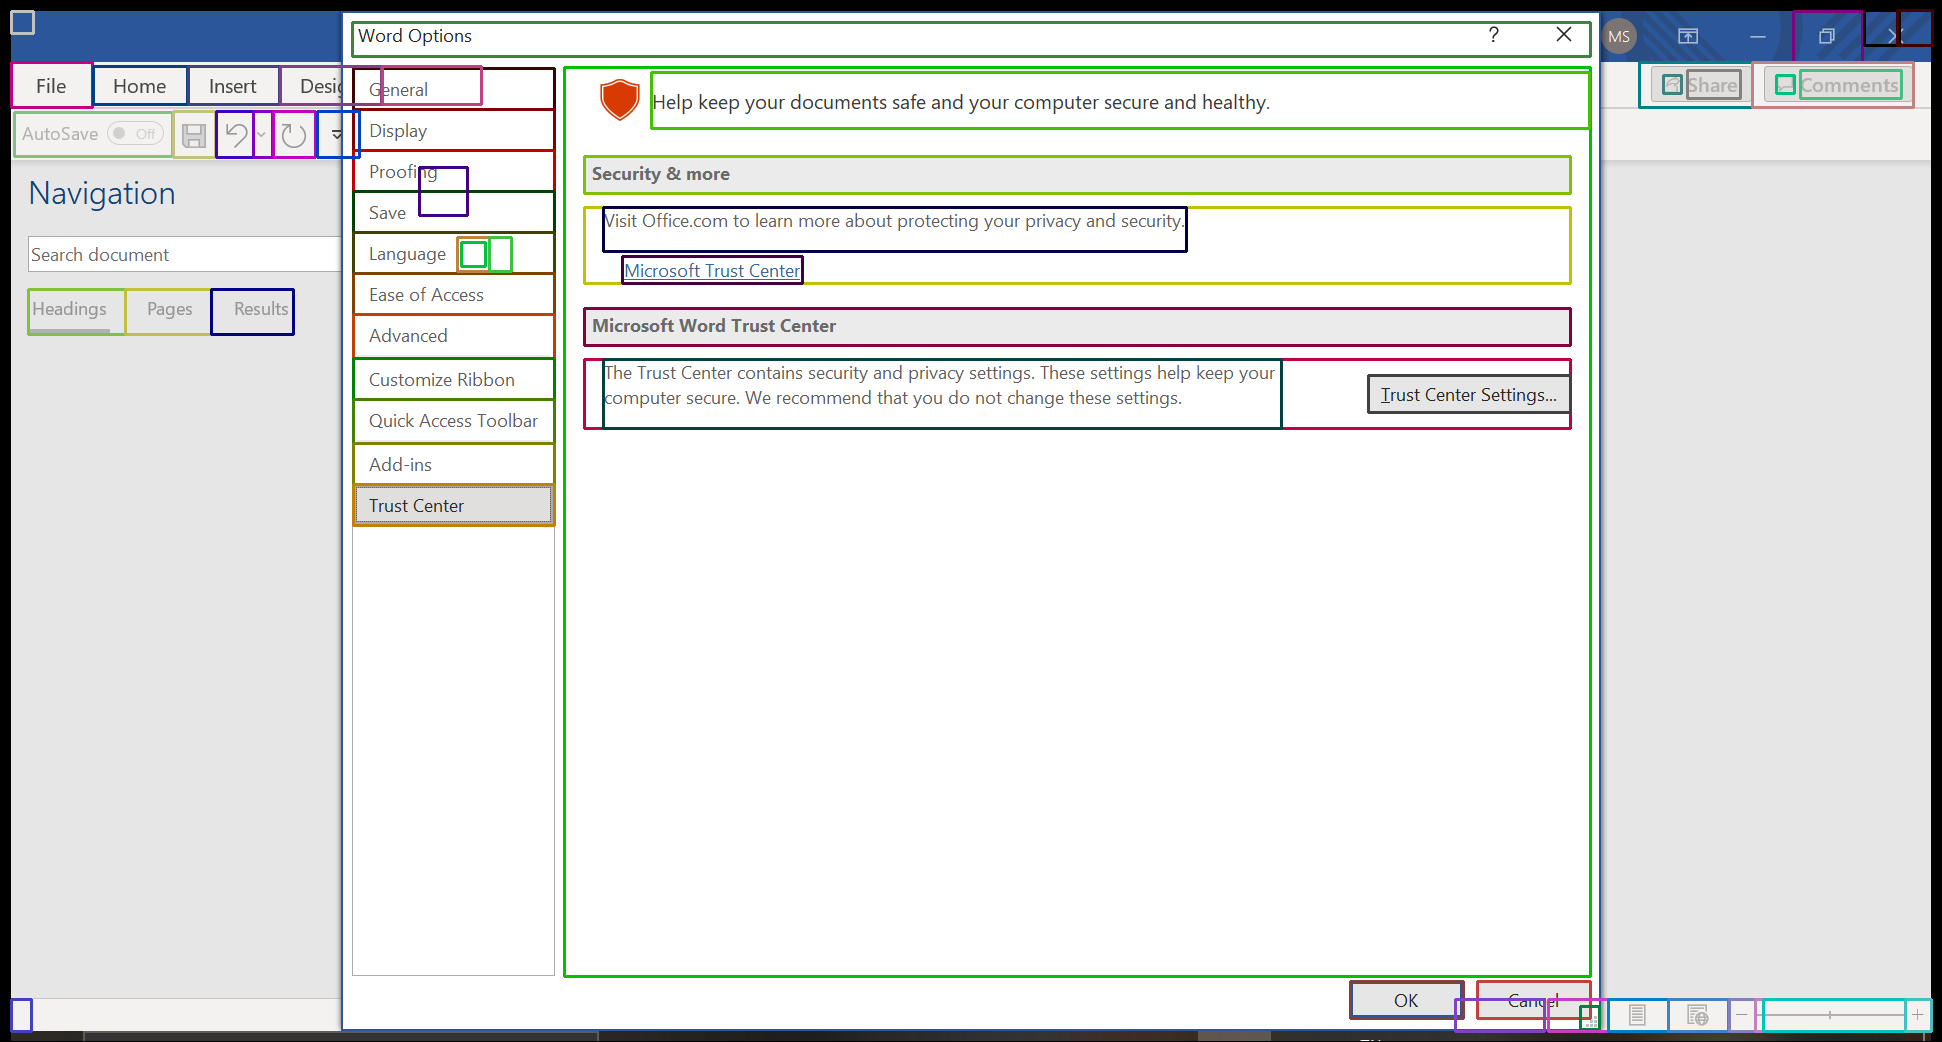 Word Options
?
MS
File
Home
Insert
General
Share
Comments
AutoSave
Off
Navigation
Search document
Headings
Pages
Results
Display
Proofing
Save
Language
Ease of Access
Advanced
Customize Ribbon
Quick Access Toolbar
Add-ins
Trust Center
Help keep your documents safe and your computer secure and healthy.
Security & more
Visit Office.com to learn more about protecting your privacy and security.
Microsoft Trust Center
Microsoft Word Trust Center
The Trust Center contains security and privacy settings. These settings help keep your
computer secure. We recommend that you do not change these settings.
Trust Center Settings...
OK
Cancel